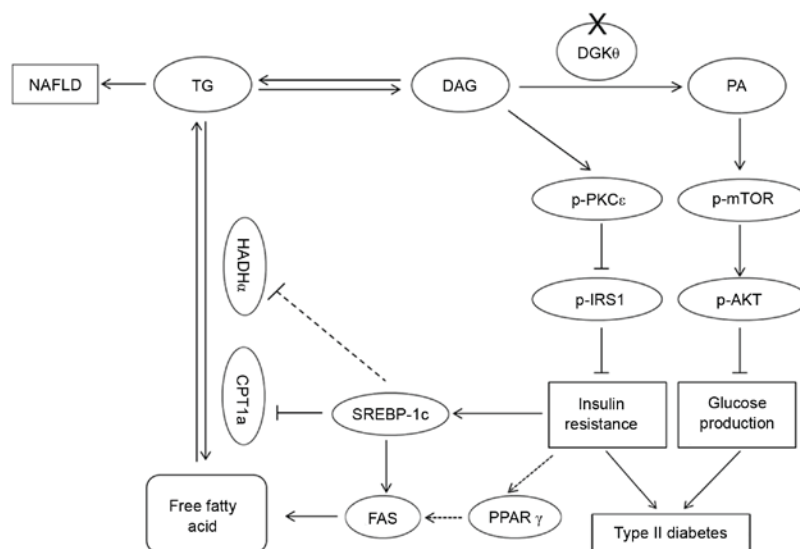 X
DGKθ
NAFLD
TG
DAG
PA
p-PKCε
p-mTOR
HADHα
p-IRS1
p-AKT
CPT1a
SREBP-1c
Insulin
resistance
Glucose
production
Free fatty
acid
FAS
PPAR γ
Type II diabetes